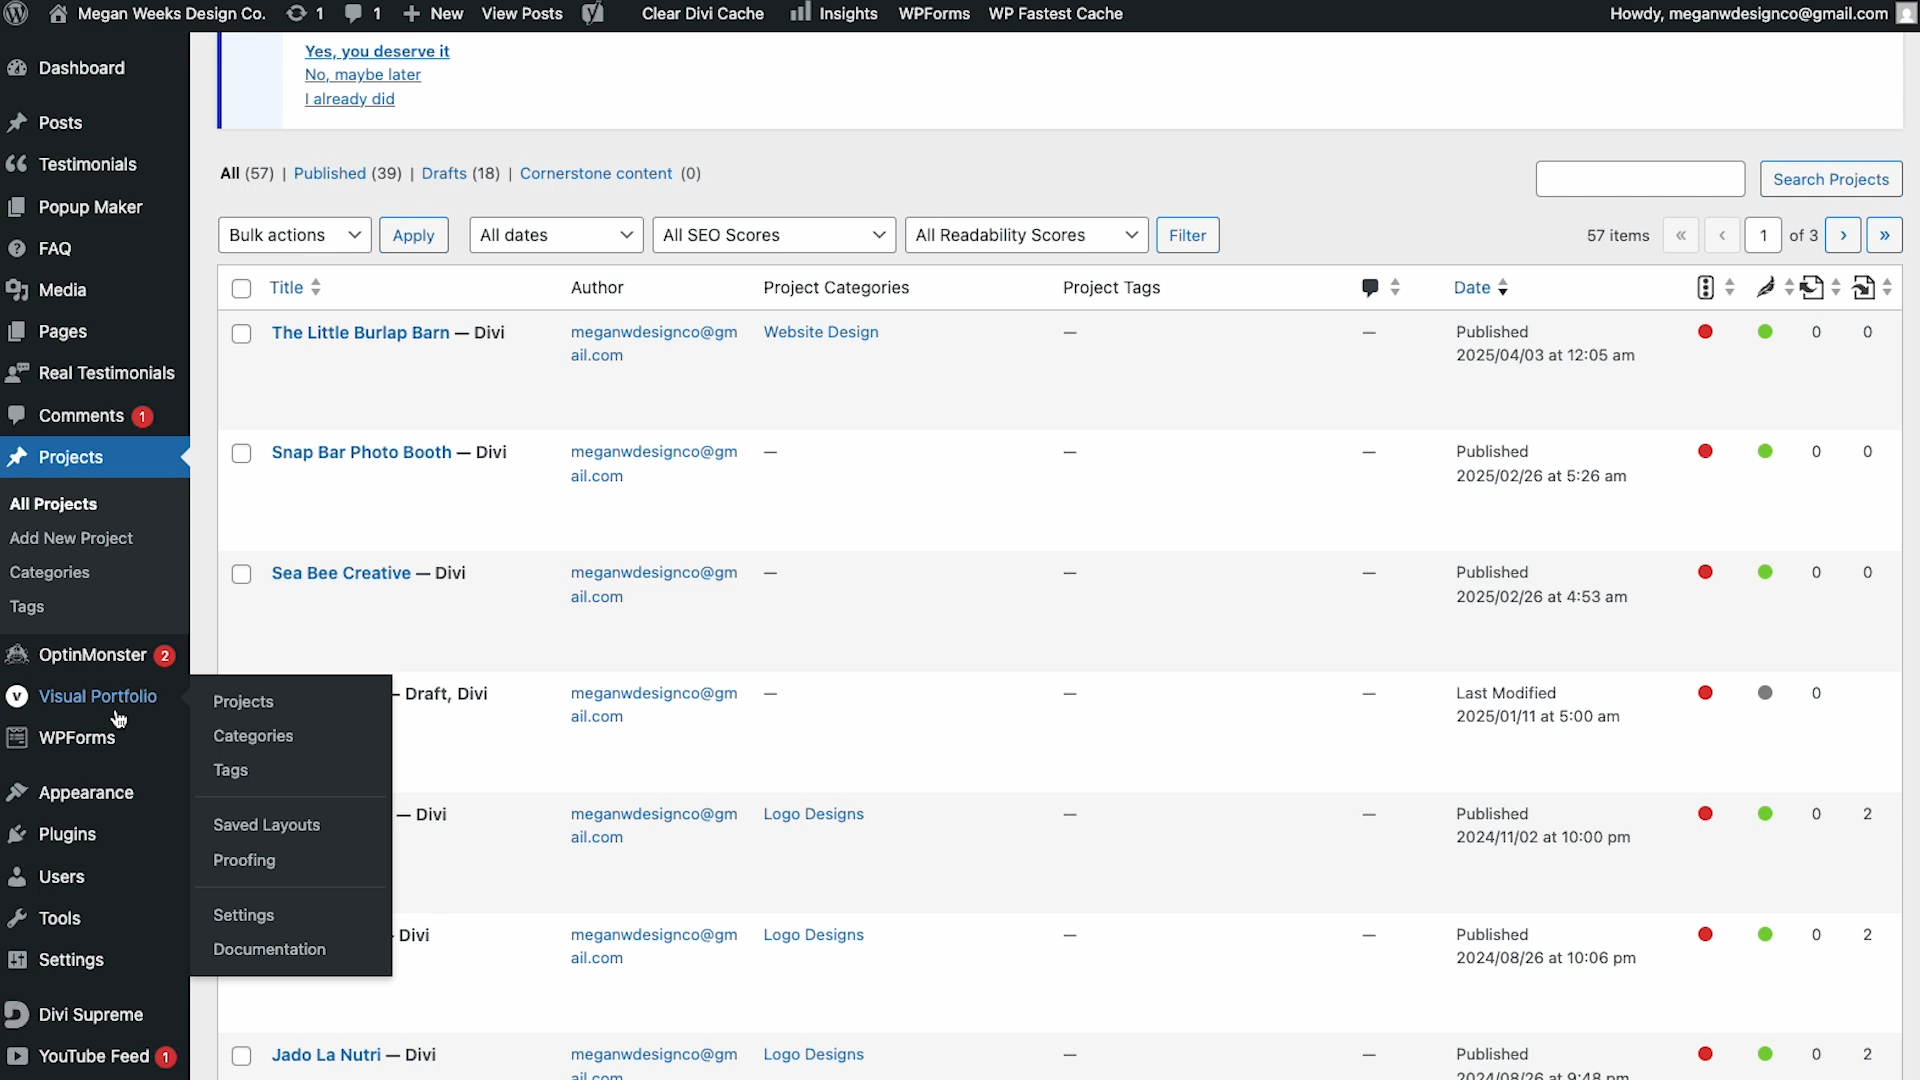 Megan Weeks Design Co. 1 1 New View Posts Clear Divi Cache Insights WPForms WP Fastest Cache Howdy, meganwdesignco@gmail.com
Dashboard
Posts
Testimonials
Popup Maker
FAQ
Media
Pages
Real Testimonials
Comments 1
Projects
All Projects
Add New Project
Categories
Tags
OptinMonster 2
Visual Portfolio
WPForms
Appearance
Plugins
Users
Tools
Settings
Divi Supreme
YouTube Feed 1
Projects
Categories
Tags
Saved Layouts
Proofing
Settings
Documentation
Yes, you deserve it
No, maybe later
I already did
All (57) | Published (39) | Drafts (18) | Cornerstone content (0)
Search Projects
Bulk actions Apply All dates All SEO Scores All Readability Scores Filter 57 items « ‹ 1 of 3 › »
Title Author Project Categories Project Tags Date
The Little Burlap Barn — Divi meganwdesignco@gm Website Design — — Published 0 0
ail.com 2025/04/03 at 12:05 am
Snap Bar Photo Booth — Divi meganwdesignco@gm — — — Published 0 0
ail.com 2025/02/26 at 5:26 am
Sea Bee Creative — Divi meganwdesignco@gm — — — Published 0 0
ail.com 2025/02/26 at 4:53 am
– Draft, Divi meganwdesignco@gm — — — Last Modified 0
ail.com 2025/01/11 at 5:00 am
— Divi meganwdesignco@gm Logo Designs — — Published 0 2
ail.com 2024/11/02 at 10:00 pm
Divi meganwdesignco@gm Logo Designs — — Published 0 2
ail.com 2024/08/26 at 10:06 pm
Jado La Nutri — Divi meganwdesignco@gm Logo Designs — — Published 0 2
ail.com 2024/08/26 at 9:48 pm